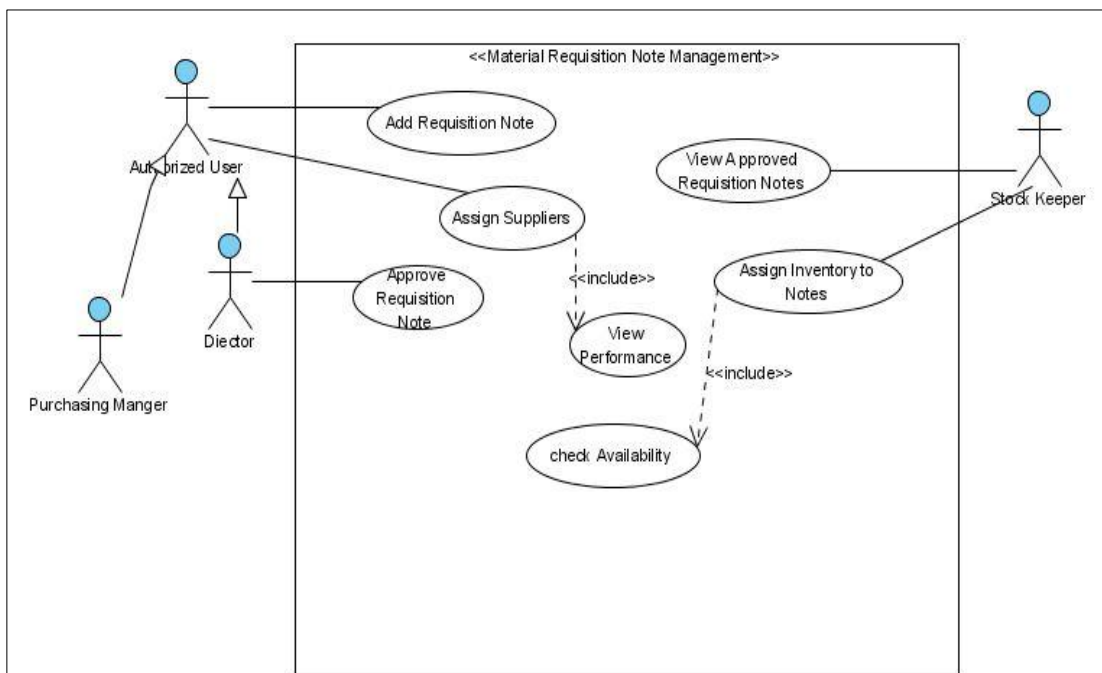 <<Material Requisition Note Management>>
Add Requisition Note
Authorized User
View Approved
Requisition Notes
Stock Keeper
Assign Suppliers
Approve
Requisition
Note
<<include>>
Assign Inventory to
Notes
Diector
View
Performance
<<include>>
Purchasing Manger
check Availability